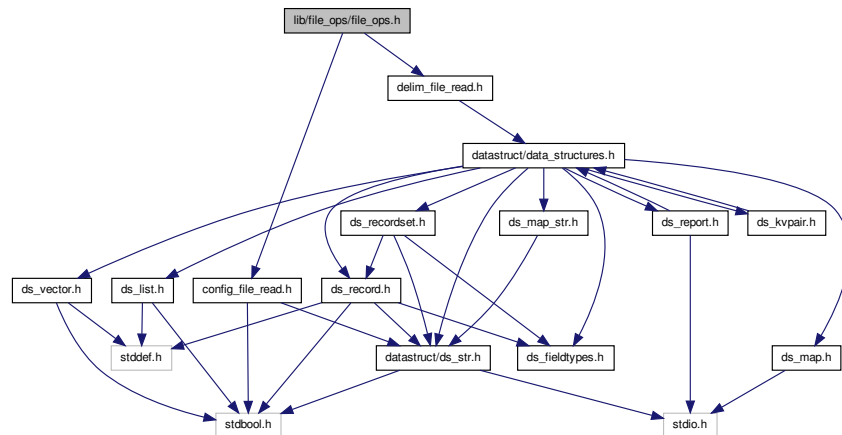 lib/file_ops/file_ops.h
delim_file_read.h
datastruct/data_structures.h
ds_recordset.h
ds_map_str.h
ds_report.h
ds_kvpair.h
ds_vector.h
ds_list.h
config_file_read.h
ds_record.h
stddef.h
datastruct/ds_str.h
ds_fieldtypes.h
ds_map.h
stdbool.h
stdio.h